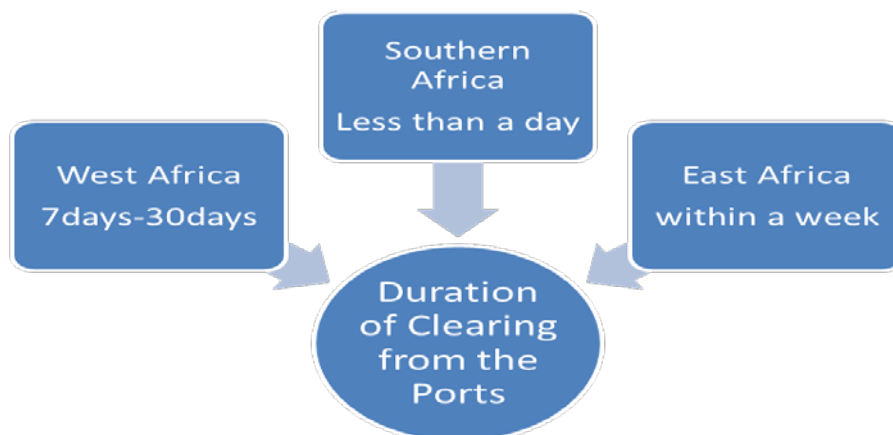 Southern
Africa
Less than a day
West Africa
7days-30days
East Africa
within a week
Duration
of Clearing
from the
Ports